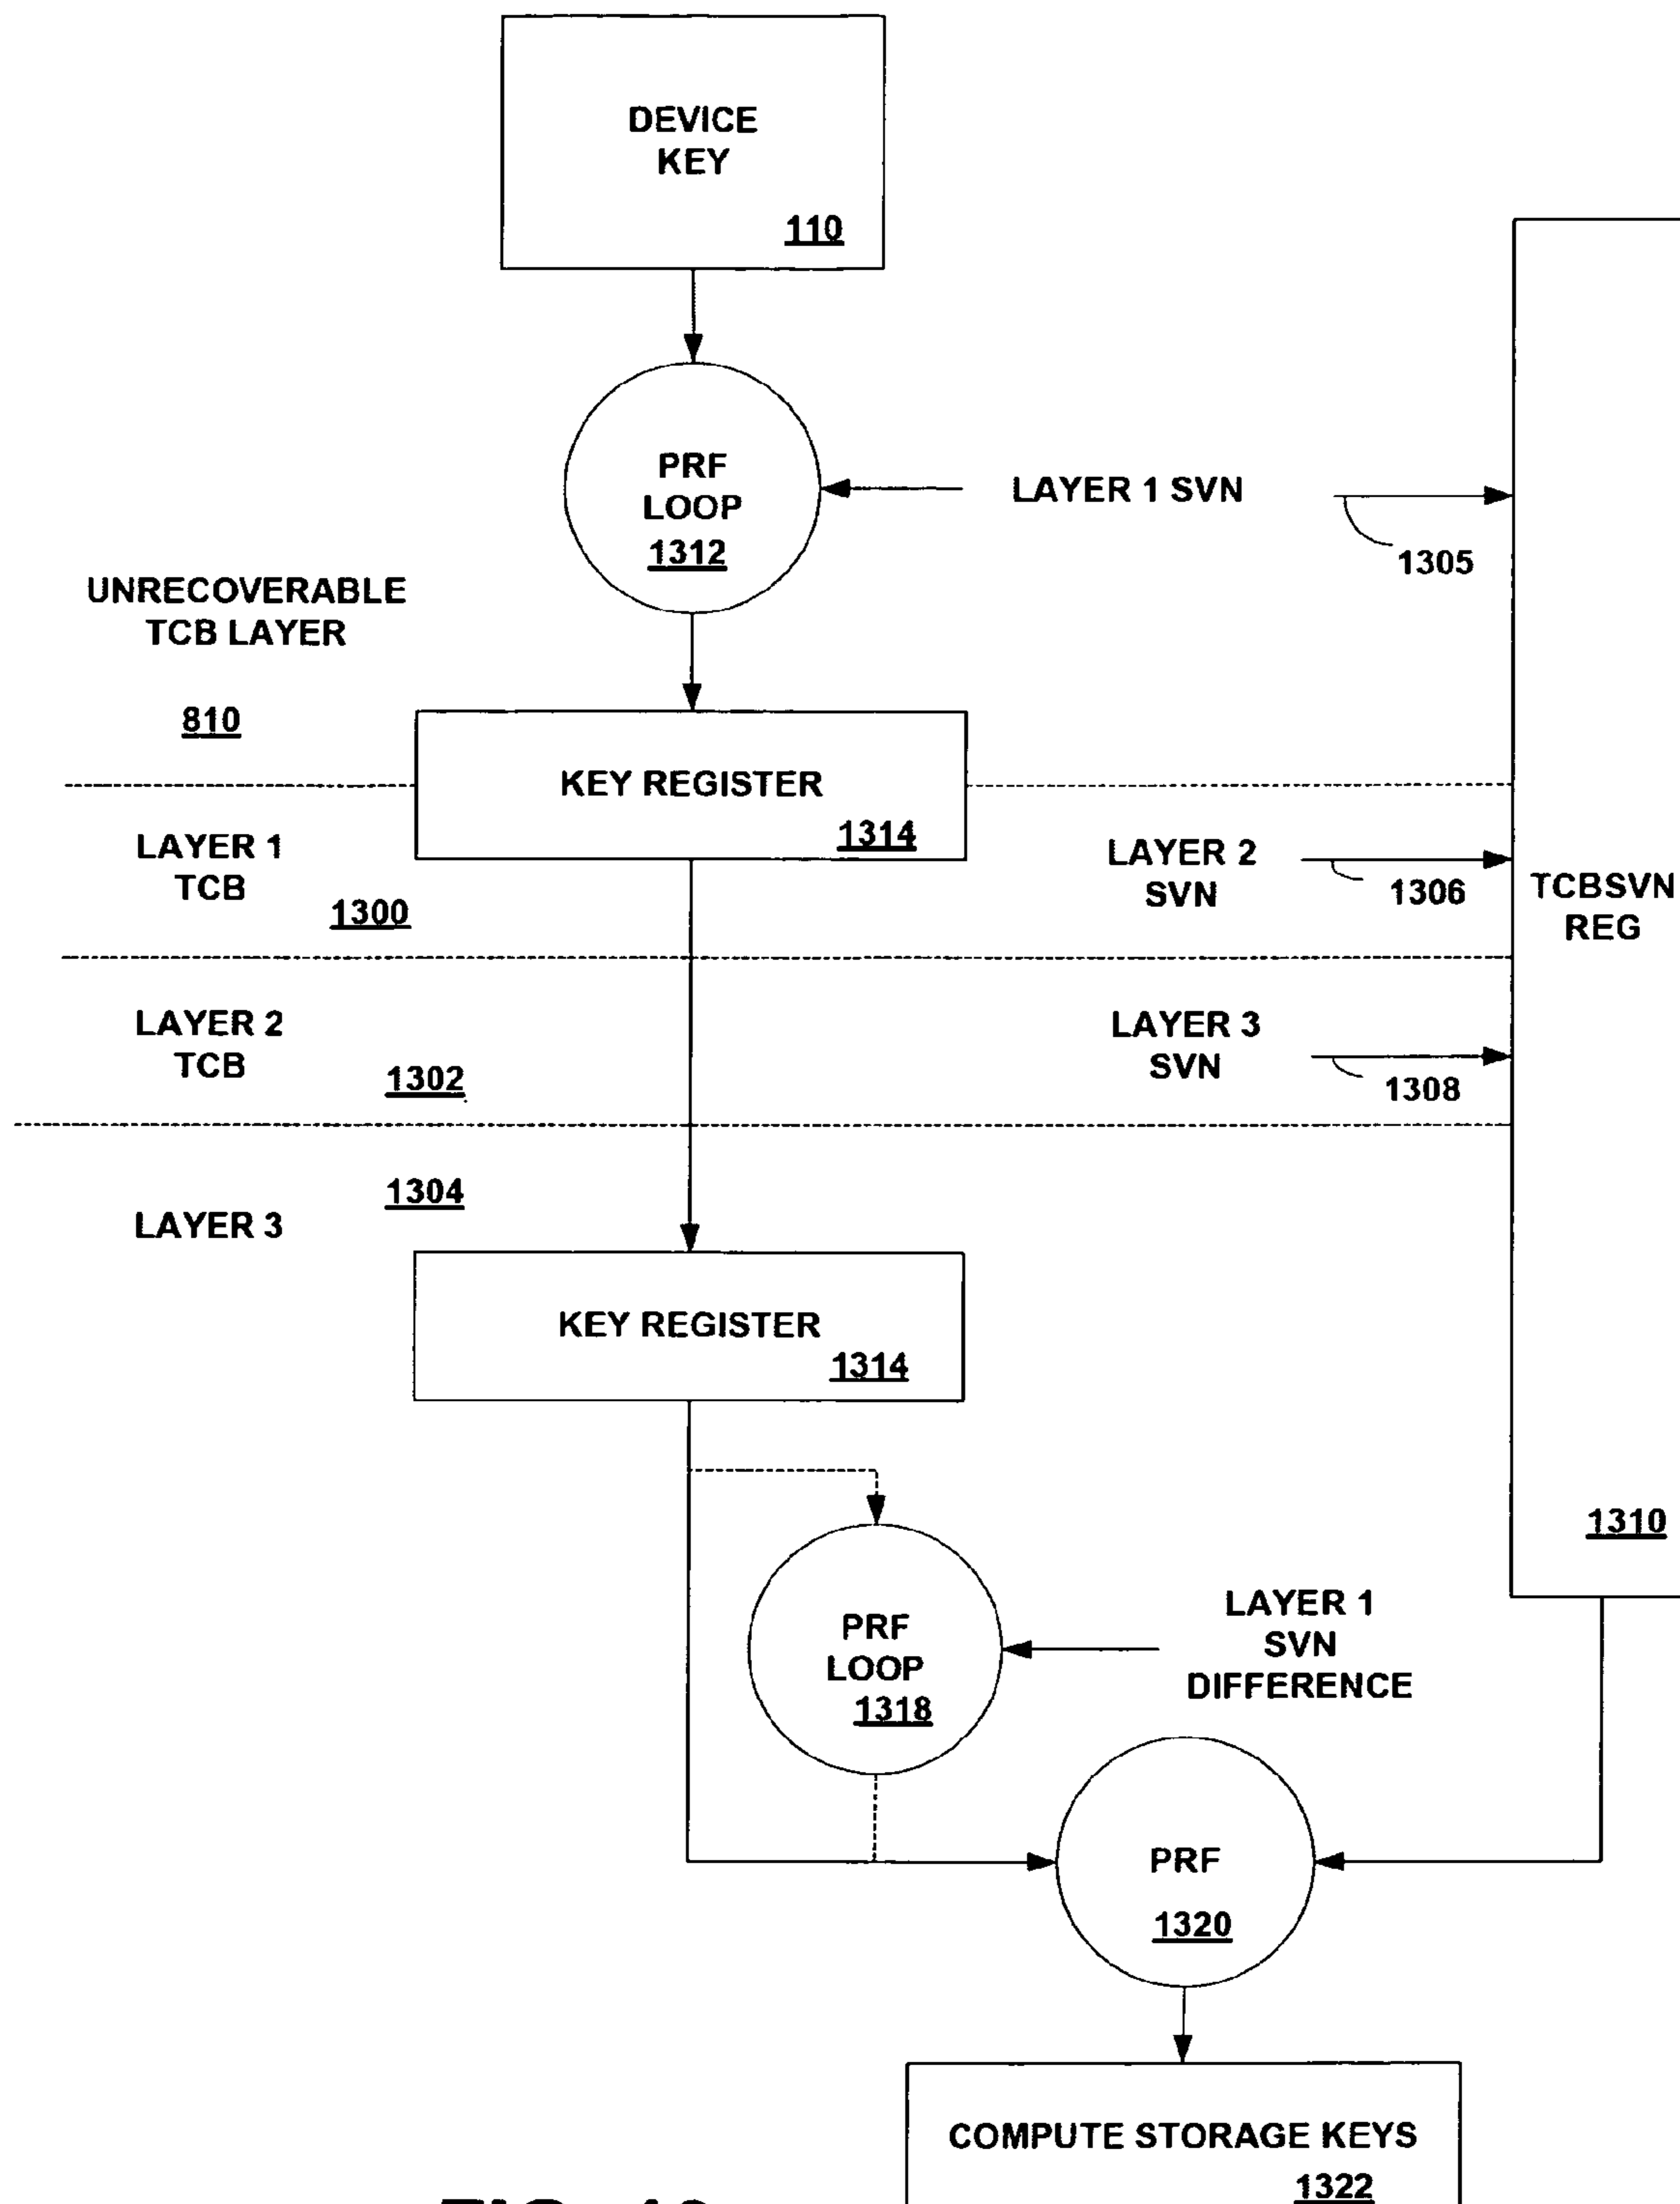 DEVICE
KEY
110
PRF
LOOP
1312
LAYER 1 SVN
1305
UNRECOVERABLE
TCB LAYER
810
KEY REGISTER
1314
LAYER 1
TCB
1300
LAYER 2
SVN
1306
TCBSVN
REG
LAYER 2
TCB
1302
LAYER 3
SVN
1308
1304
LAYER 3
KEY REGISTER
1314
1310
PRF
LOOP
1318
LAYER 1
SVN
DIFFERENCE
PRF
1320
COMPUTE STORAGE KEYS
1322